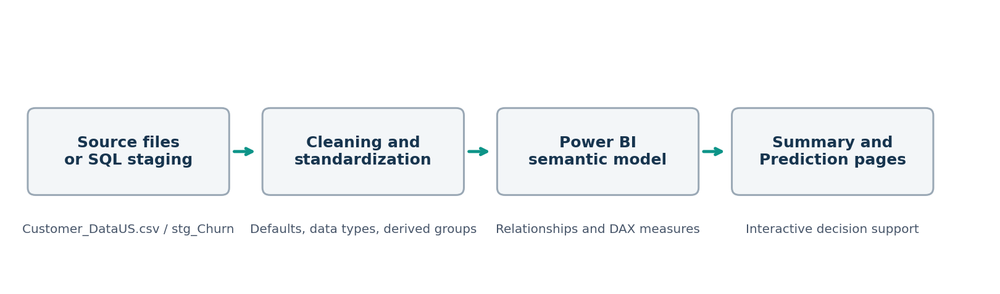 Source files
or SQL staging
Cleaning and
standardization
Power BI
semantic model
Summary and
Prediction pages
Customer_DataUS.csv / stg_Churn
Defaults, data types, derived groups
Relationships and DAX measures
Interactive decision support